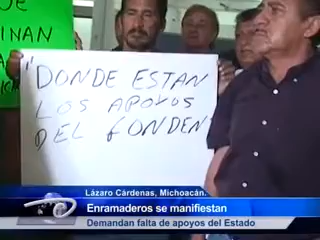 DE
INAN
"DONDE ESTAN
LOS APOYOS
DEL FONDEN
Lázaro Cárdenas, Michoacán.
Enramaderos se manifiestan
Demandan falta de apoyos del Estado